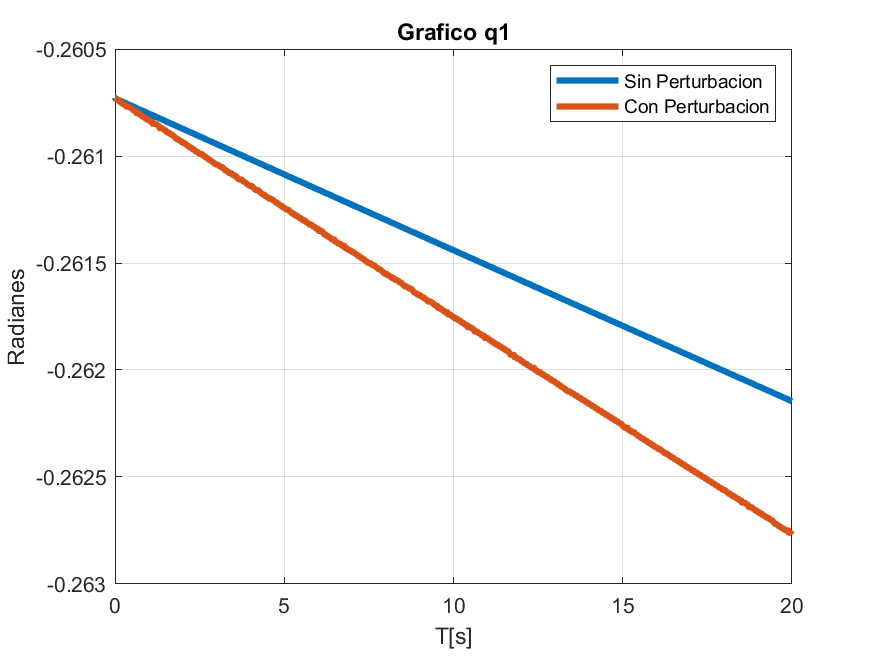 Grafico q1
-0.2605
-0.261
-0.2615
-0.262
-0.2625
-0.263
Radianes
Sin Perturbacion
Con Perturbacion
0
5
10
15
20
T[s]